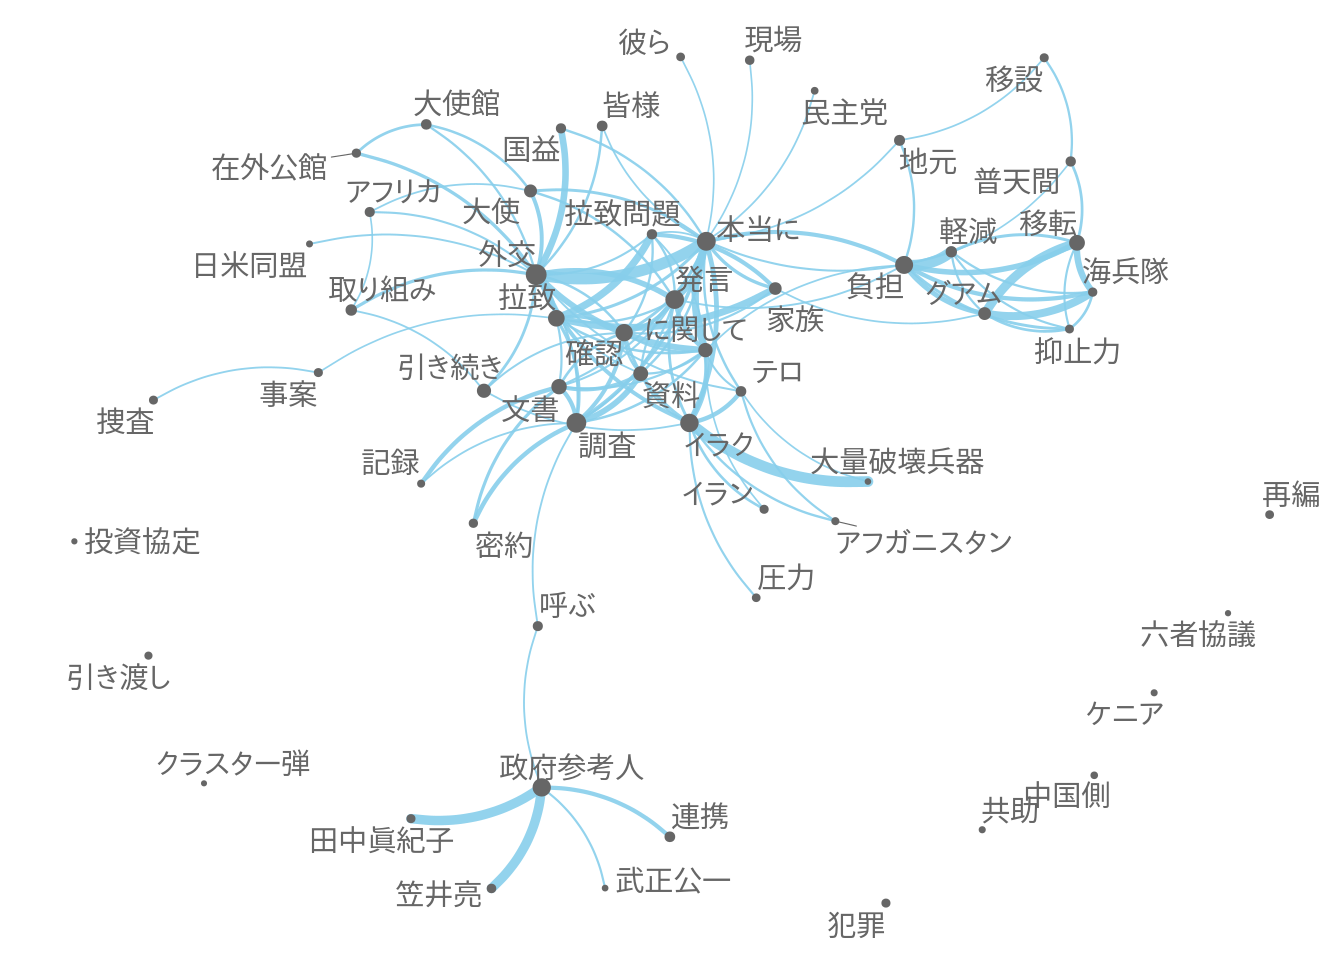 彼ら
現場
移設
大使館
皆様
民主党
国益
在外公館
地元
普天間
アフリカ
大使
拉致問題
本当に
移転
軽減
外交
日米同盟
発言
海兵隊
取り組み
拉致
負担
グアム
家族
に関して
確認
抑止力
引き続き
テロ
事案
資料
捜査
文書
調査
イラク
記録
大量破壊兵器
イラン
再編
投資協定
密約
アフガニスタン
圧力
呼ぶ
六者協議
引き渡し
ケニア
クラスター弾
政府参考人
中国側
共助
連携
田中眞紀子
武正公一
笠井亮
犯罪